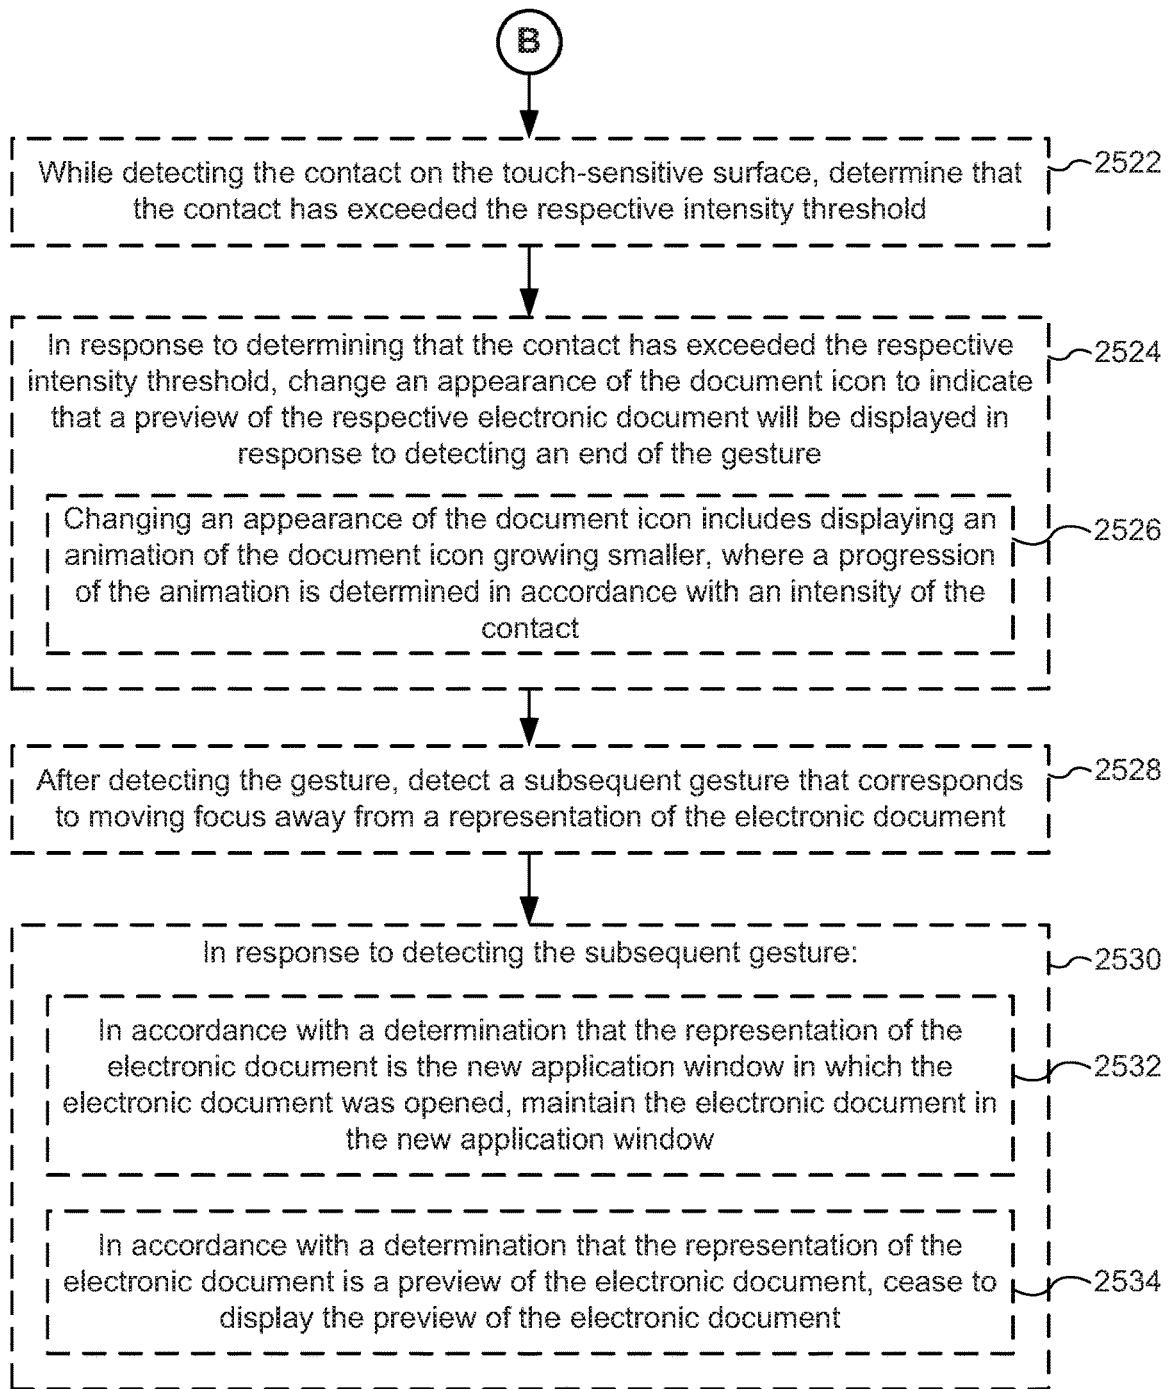 B
While detecting the contact on the touch-sensitive surface, determine that
the contact has exceeded the respective intensity threshold
2522
In response to determining that the contact has exceeded the respective
intensity threshold, change an appearance of the document icon to indicate
that a preview of the respective electronic document will be displayed in
response to detecting an end of the gesture
2524
Changing an appearance of the document icon includes displaying an
animation of the document icon growing smaller, where a progression
of the animation is determined in accordance with an intensity of the
contact
2526
After detecting the gesture, detect a subsequent gesture that corresponds
to moving focus away from a representation of the electronic document
2528
In response to detecting the subsequent gesture:
2530
In accordance with a determination that the representation of the
electronic document is the new application window in which the
electronic document was opened, maintain the electronic document in
the new application window
2532
In accordance with a determination that the representation of the
electronic document is a preview of the electronic document, cease to
display the preview of the electronic document
2534